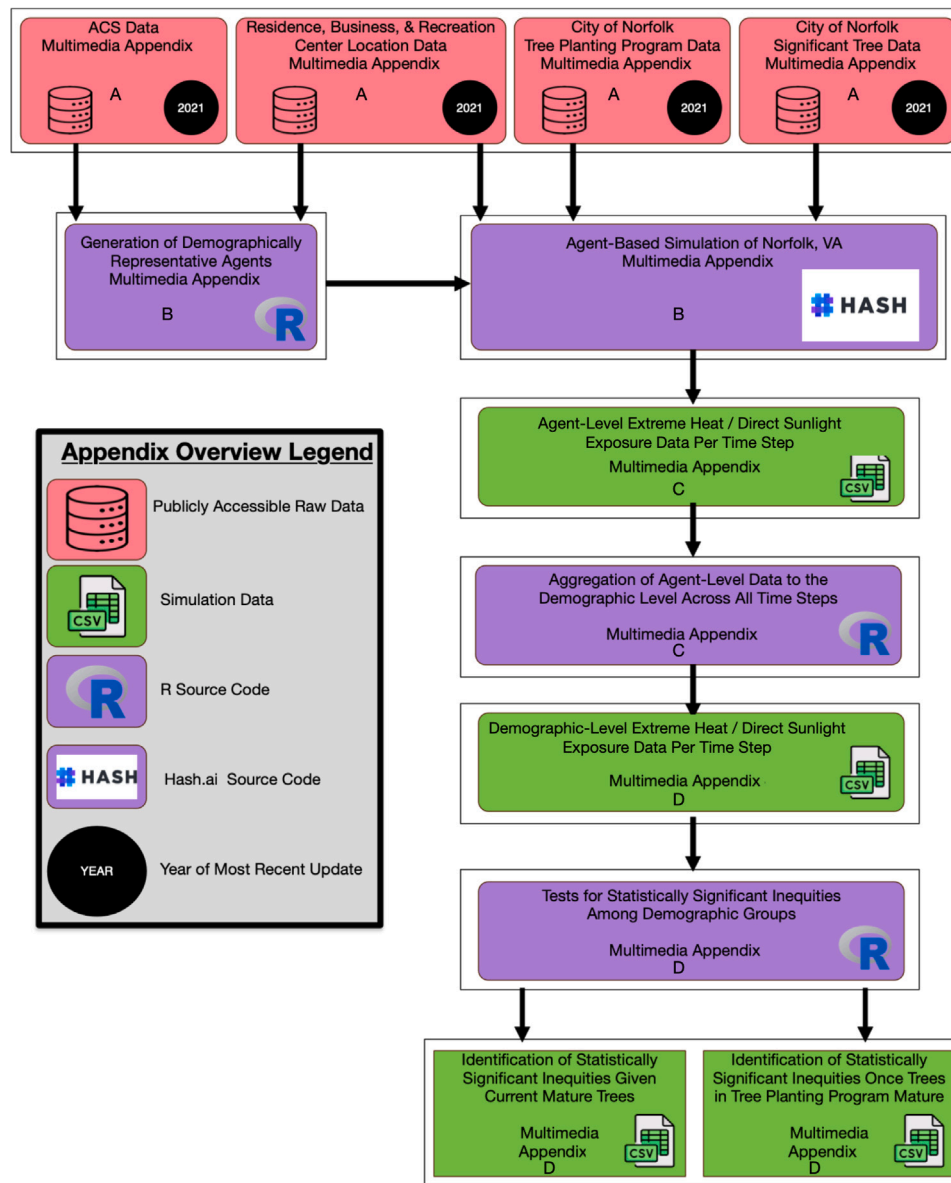 ACS Data
Multimedia Appendix
A
2021
Residence, Business, & Recreation
Center Location Data
Multimedia Appendix
A
2021
City of Norfolk
Tree Planting Program Data
Multimedia Appendix
A
2021
City of Norfolk
Significant Tree Data
Multimedia Appendix
A
2021
Generation of Demographically
Representative Agents
Multimedia Appendix
B
R
Agent-Based Simulation of Norfolk, VA
Multimedia Appendix
B
# HASH
Agent-Level Extreme Heat / Direct Sunlight
Exposure Data Per Time Step
Multimedia Appendix
C
CSV
Aggregation of Agent-Level Data to the
Demographic Level Across All Time Steps
Multimedia Appendix
C
R
Demographic-Level Extreme Heat / Direct Sunlight
Exposure Data Per Time Step
Multimedia Appendix
D
CSV
Tests for Statistically Significant Inequities
Among Demographic Groups
Multimedia Appendix
D
R
Identification of Statistically
Significant Inequities Given
Current Mature Trees
Multimedia
Appendix
D
CSV
Identification of Statistically
Significant Inequities Once Trees
in Tree Planting Program Mature
Multimedia
Appendix
D
CSV
Appendix Overview Legend
Publicly Accessible Raw Data
CSV
Simulation Data
R
R Source Code
# HASH
Hash.ai Source Code
YEAR
Year of Most Recent Update